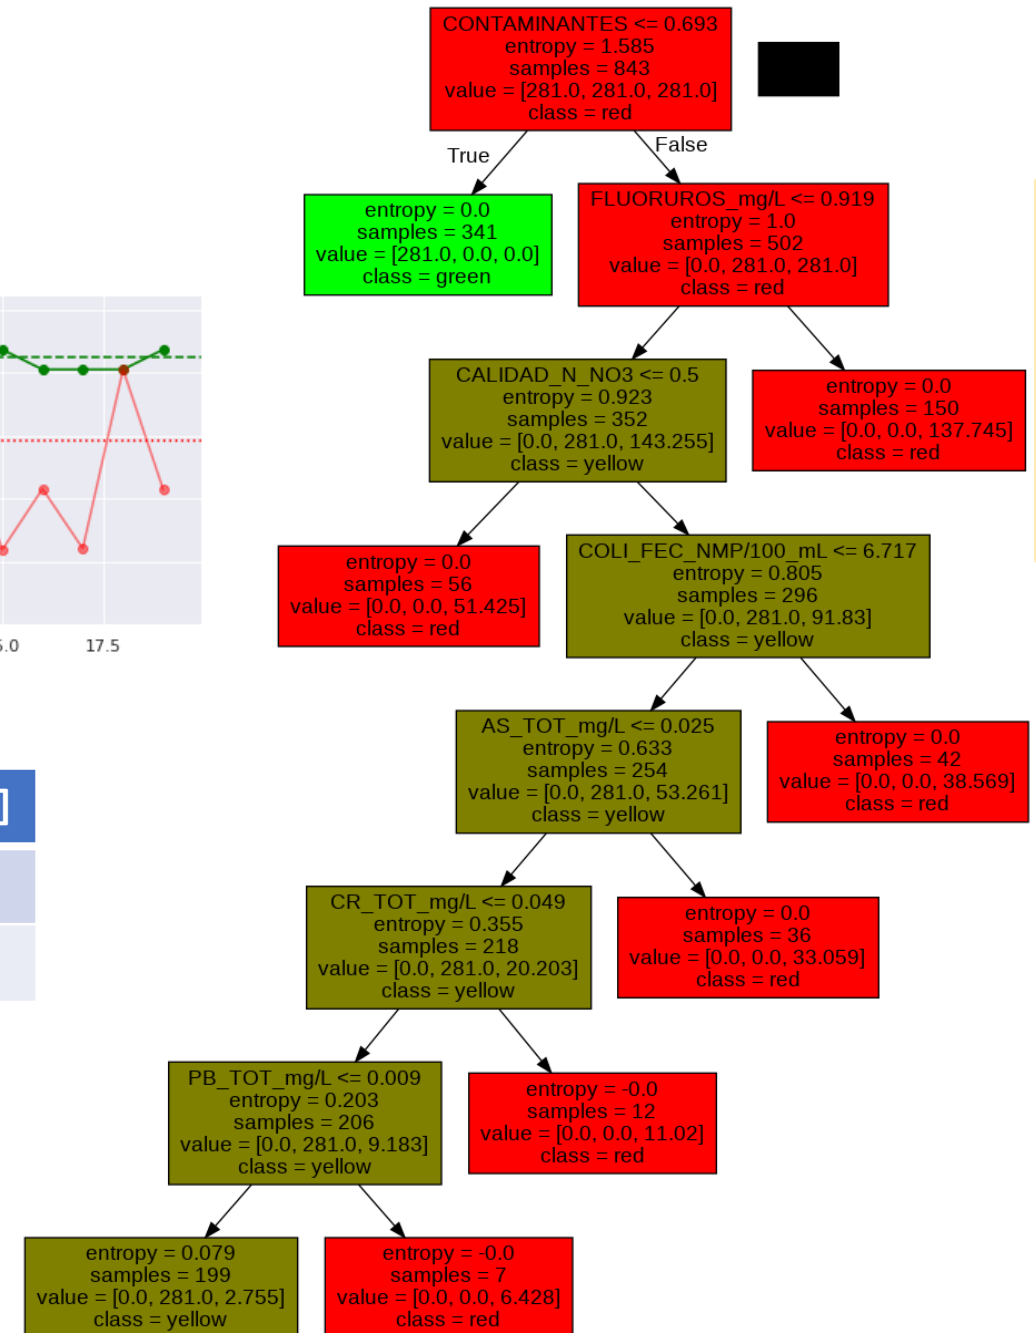 CONTAMINANTES <= 0.693
entropy = 1.585
samples = 843
value = [281.0, 281.0, 281.0]
class = red
True
False
entropy = 0.0
samples = 341
value = [281.0, 0.0, 0.0]
class = green
FLUORUROS_mg/L <= 0.919
entropy = 1.0
samples = 502
value = [0.0, 281.0, 281.0]
class = red
CALIDAD_N_NO3 <= 0.5
entropy = 0.923
samples = 352
value = [0.0, 281.0, 143.255]
class = yellow
entropy = 0.0
samples = 150
value = [0.0, 0.0, 137.745]
class = red
entropy = 0.0
samples = 56
value = [0.0, 0.0, 51.425]
class = red
COLI_FEC_NMP/100_mL <= 6.717
entropy = 0.805
samples = 296
value = [0.0, 281.0, 91.83]
class = yellow
17.5
AS_TOT_mg/L <= 0.025
entropy = 0.633
samples = 254
value = [0.0, 281.0, 53.261]
class = yellow
entropy = 0.0
samples = 42
value = [0.0, 0.0, 38.569]
class = red
CR_TOT_mg/L <= 0.049
entropy = 0.355
samples = 218
value = [0.0, 281.0, 20.203]
class = yellow
entropy = 0.0
samples = 36
value = [0.0, 0.0, 33.059]
class = red
PB_TOT_mg/L <= 0.009
entropy = 0.203
samples = 206
value = [0.0, 281.0, 9.183]
class = yellow
entropy = -0.0
samples = 12
value = [0.0, 0.0, 11.02]
class = red
entropy = 0.079
samples = 199
value = [0.0, 281.0, 2.755]
class = yellow
entropy = -0.0
samples = 7
value = [0.0, 0.0, 6.428]
class = red